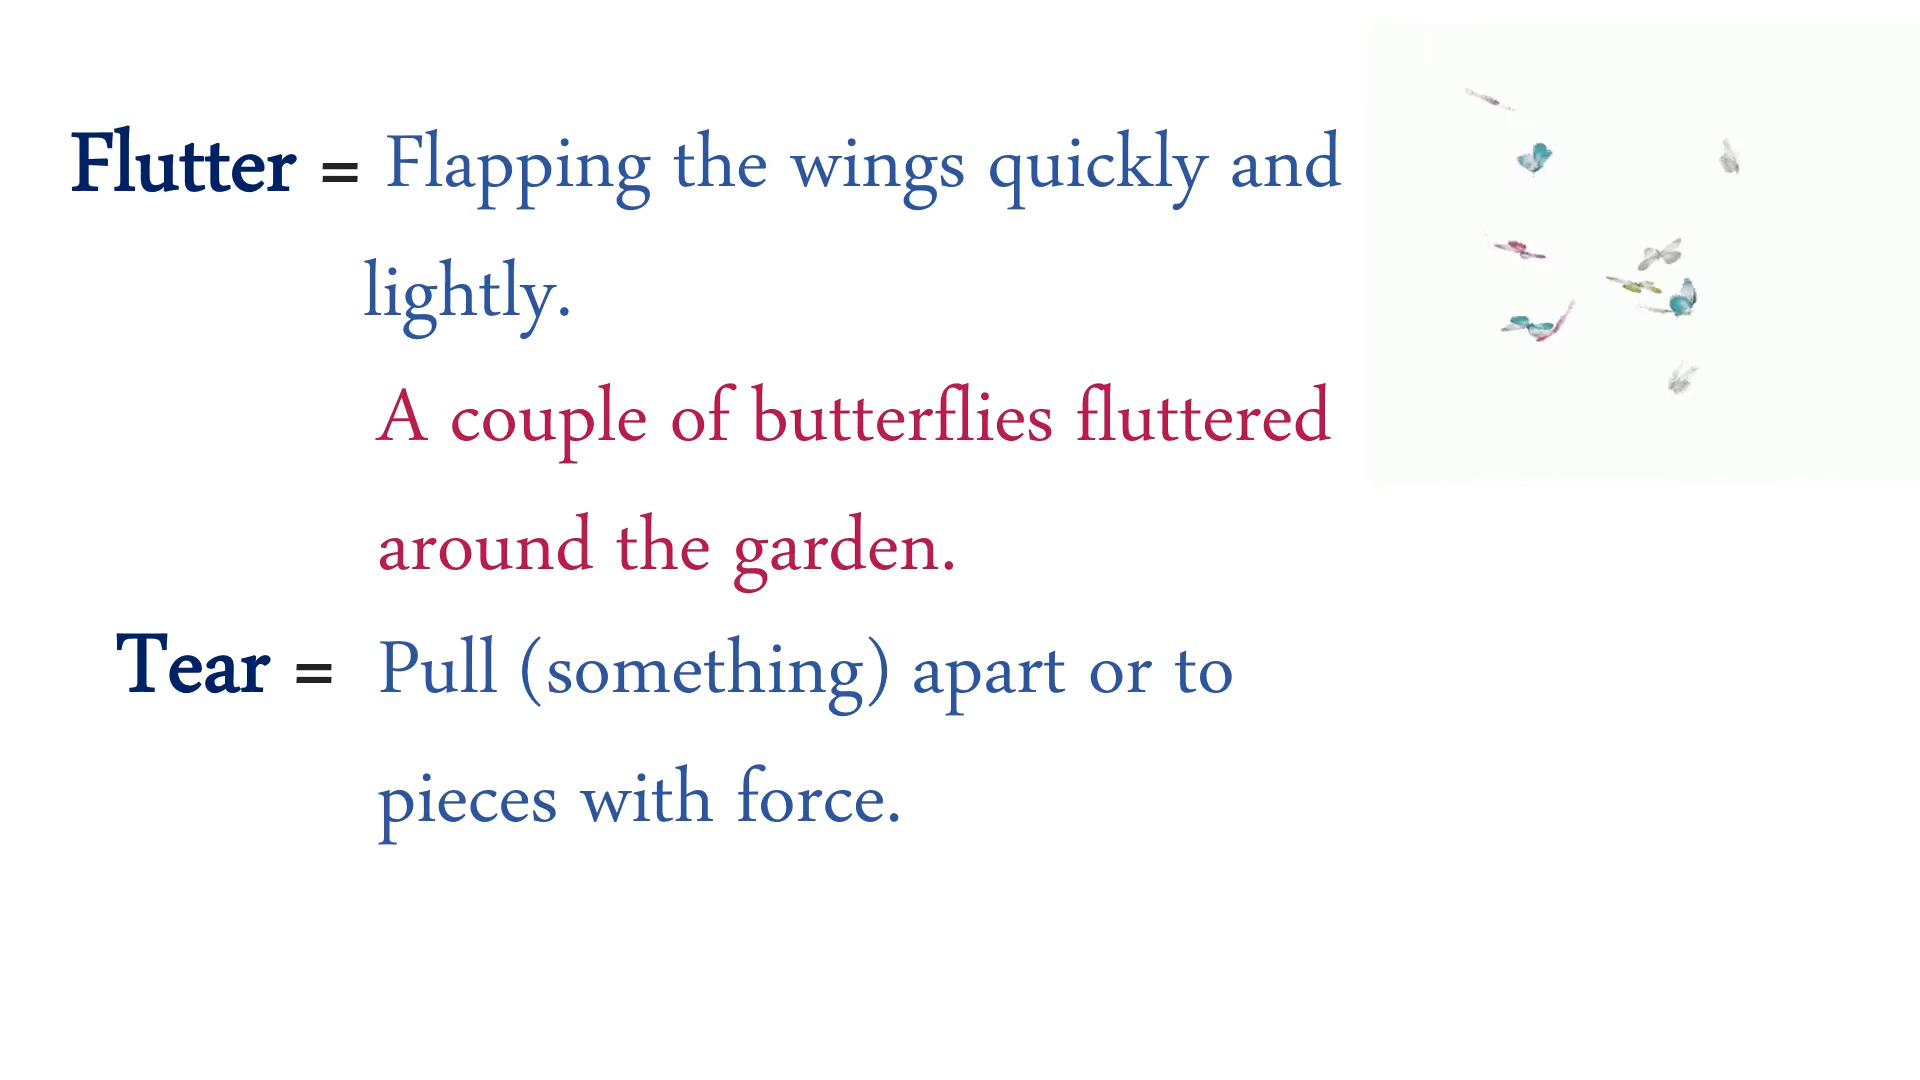 Flutter = Flapping the wings quickly and
lightly.
A couple of butterflies fluttered
around the garden.
Tear = Pull (something) apart or to
pieces with force.